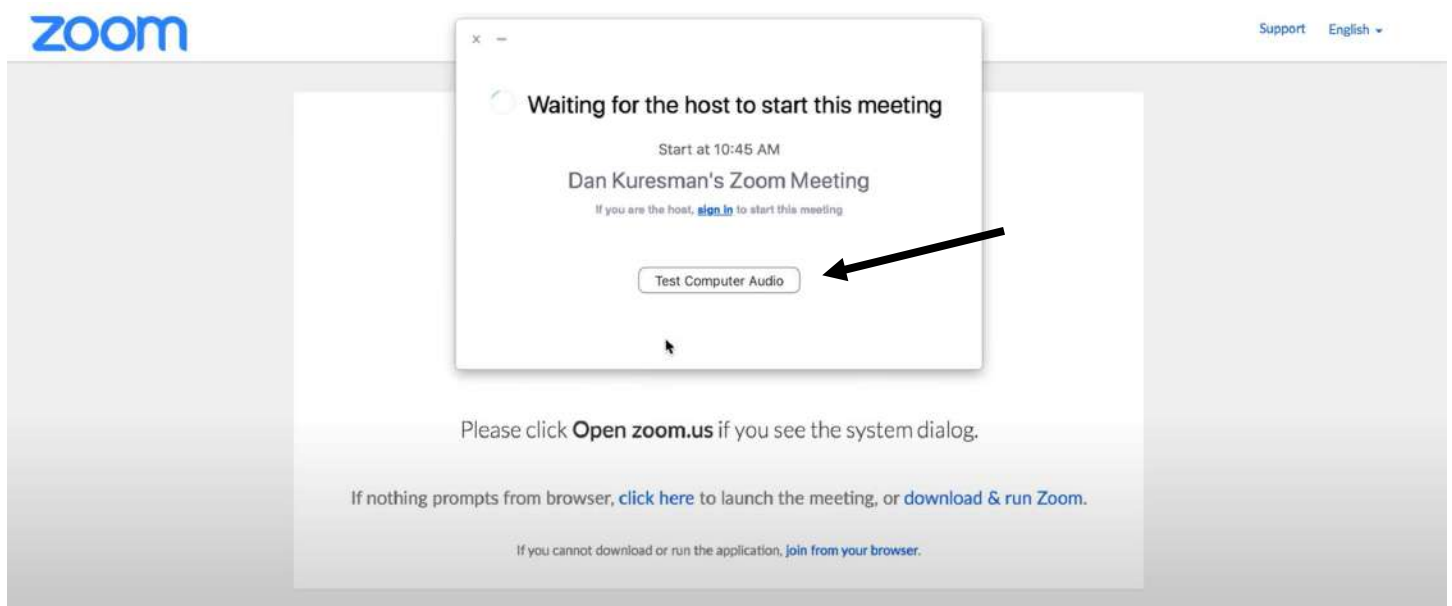 zoom
Support English
x –
Waiting for the host to start this meeting
Start at 10:45 AM
Dan Kuresman's Zoom Meeting
If you are the host, sign in to start this meeting
Test Computer Audio
Please click Open zoom.us if you see the system dialog.
If nothing prompts from browser, click here to launch the meeting, or download & run Zoom.
If you cannot download or run the application, join from your browser.